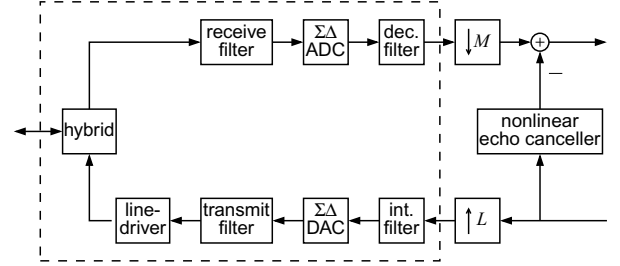 receive
filter
ΣΔ
ADC
dec.
filter
↓ M
+
−
hybrid
nonlinear
echo canceller
line-
driver
transmit
filter
ΣΔ
DAC
int.
filter
↑ L